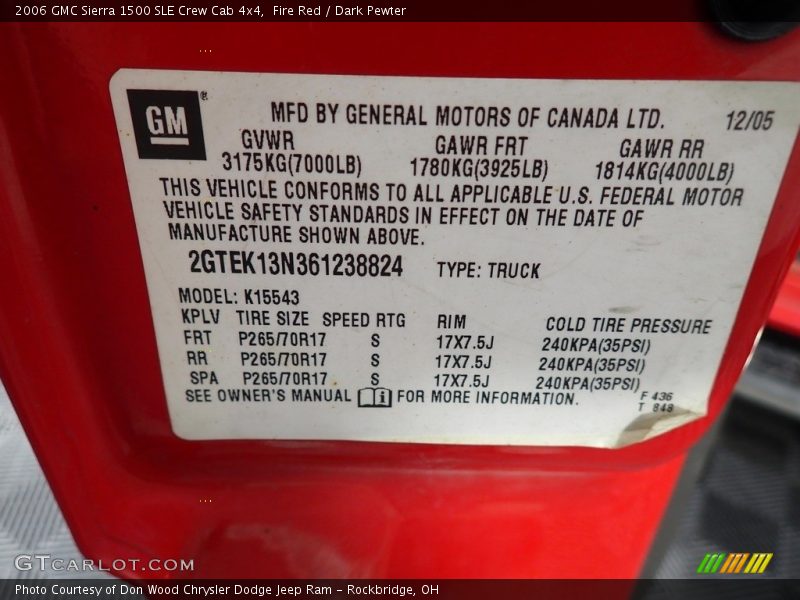 2006 GMC Sierra 1500 SLE Crew Cab 4x4, Fire Red / Dark Pewter
GM®
MFD BY GENERAL MOTORS OF CANADA LTD. 12/05
GVWR GAWR FRT GAWR RR
3175KG(7000LB) 1780KG(3925LB) 1814KG(4000LB)
THIS VEHICLE CONFORMS TO ALL APPLICABLE U.S. FEDERAL MOTOR
VEHICLE SAFETY STANDARDS IN EFFECT ON THE DATE OF
MANUFACTURE SHOWN ABOVE.
2GTEK13N361238824 TYPE: TRUCK
MODEL: K15543
KPLV TIRE SIZE SPEED RTG RIM COLD TIRE PRESSURE
FRT P265/70R17 S 17X7.5J 240KPA(35PSI)
RR P265/70R17 S 17X7.5J 240KPA(35PSI)
SPA P265/70R17 S 17X7.5J 240KPA(35PSI)
SEE OWNER'S MANUAL i FOR MORE INFORMATION.
F 436
T 848
GTCARLOT.COM
Photo Courtesy of Don Wood Chrysler Dodge Jeep Ram - Rockbridge, OH